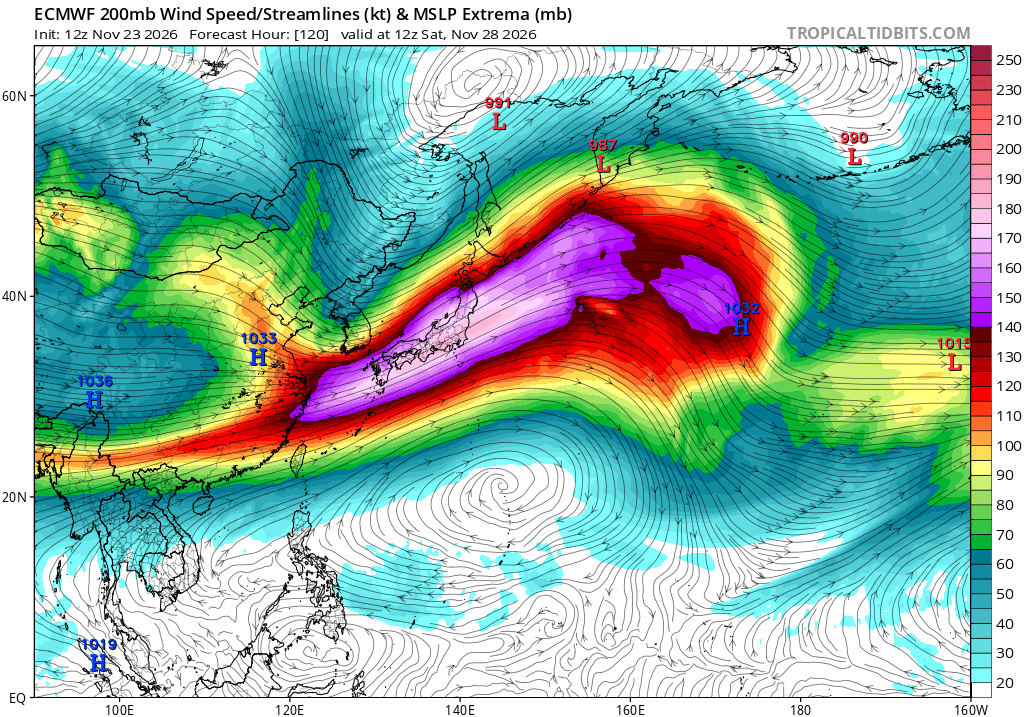 ECMWF 200mb Wind Speed/Streamlines (kt) & MSLP Extrema (mb)
Init: 12z Nov 23 2026 Forecast Hour: [120] valid at 12z Sat, Nov 28 2026
TROPICALTIDBITS.COM
60N
40N
20N
EQ
991
L
987
L
990
L
1032
H
1033
H
1015
L
1036
H
1019
H
250
230
210
200
190
180
170
160
150
140
130
120
110
100
90
80
70
60
50
40
30
20
100E
120E
140E
160E
180
160W